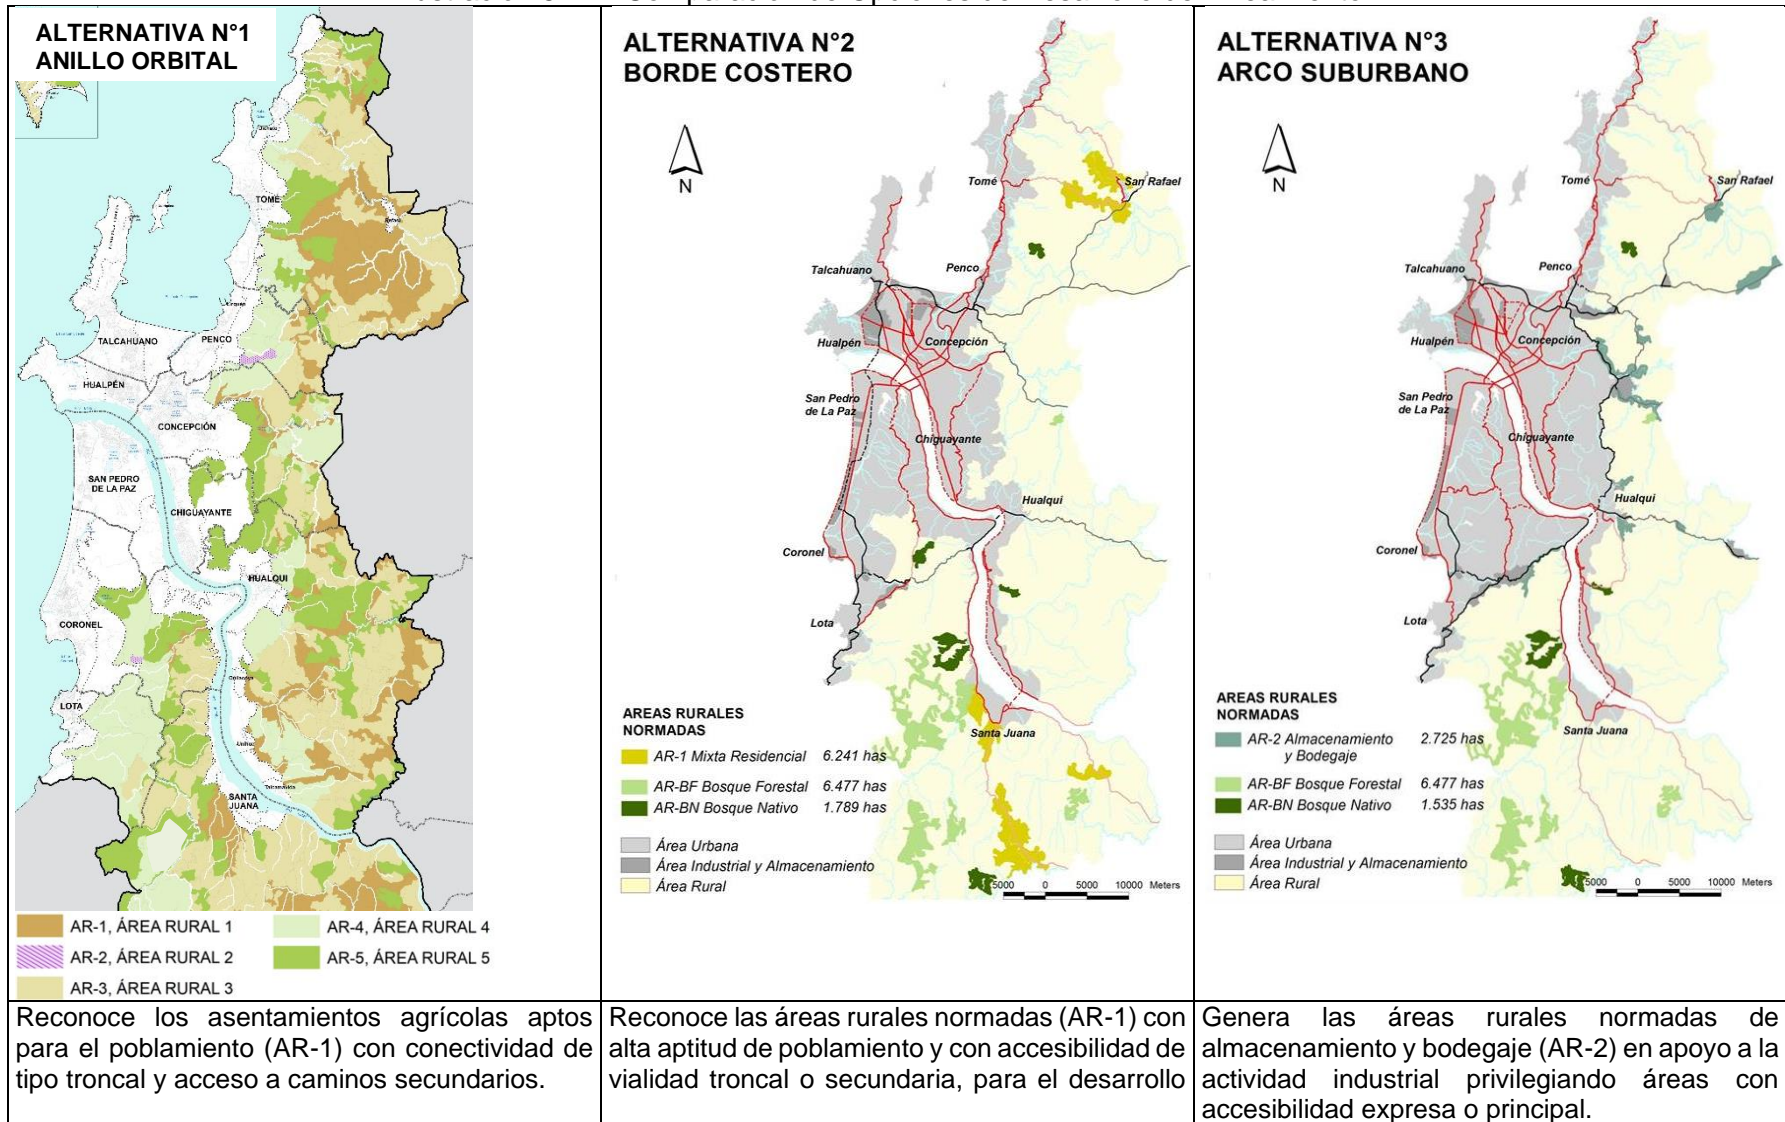 ALTERNATIVA N°1
ANILLO ORBITAL
TOMÉ
TALCAHUANO
PENCO
HUALPÉN
CONCEPCIÓN
SAN PEDRO
DE LA PAZ
CHIGUAYANTE
HUALQUI
CORONEL
LOTA
SANTA
JUANA
AR-1, ÁREA RURAL 1
AR-2, ÁREA RURAL 2
AR-3, ÁREA RURAL 3
AR-4, ÁREA RURAL 4
AR-5, ÁREA RURAL 5
Reconoce los asentamientos agrícolas aptos
para el poblamiento (AR-1) con conectividad de
tipo troncal y acceso a caminos secundarios.
ALTERNATIVA N°2
BORDE COSTERO
N
Tomé
San Rafael
Talcahuano
Penco
Hualpén
Concepción
San Pedro
de La Paz
Chiguayante
Hualqui
Coronel
Lota
Santa Juana
AREAS RURALES
NORMADAS
AR-1 Mixta Residencial 6.241 has
AR-BF Bosque Forestal 6.477 has
AR-BN Bosque Nativo 1.789 has
Área Urbana
Área Industrial y Almacenamiento
Área Rural
5000 0 5000 10000 Meters
Reconoce las áreas rurales normadas (AR-1) con
alta aptitud de poblamiento y con accesibilidad de
vialidad troncal o secundaria, para el desarrollo
ALTERNATIVA N°3
ARCO SUBURBANO
N
Tomé
San Rafael
Talcahuano
Penco
Hualpén
Concepción
San Pedro
de La Paz
Chiguayante
Hualqui
Coronel
Lota
Santa Juana
AREAS RURALES
NORMADAS
AR-2 Almacenamiento 2.725 has
y Bodegaje
AR-BF Bosque Forestal 6.477 has
AR-BN Bosque Nativo 1.535 has
Área Urbana
Área Industrial y Almacenamiento
Área Rural
5000 0 5000 10000 Meters
Genera las áreas rurales normadas de
almacenamiento y bodegaje (AR-2) en apoyo a la
actividad industrial privilegiando áreas con
accesibilidad expresa o principal.